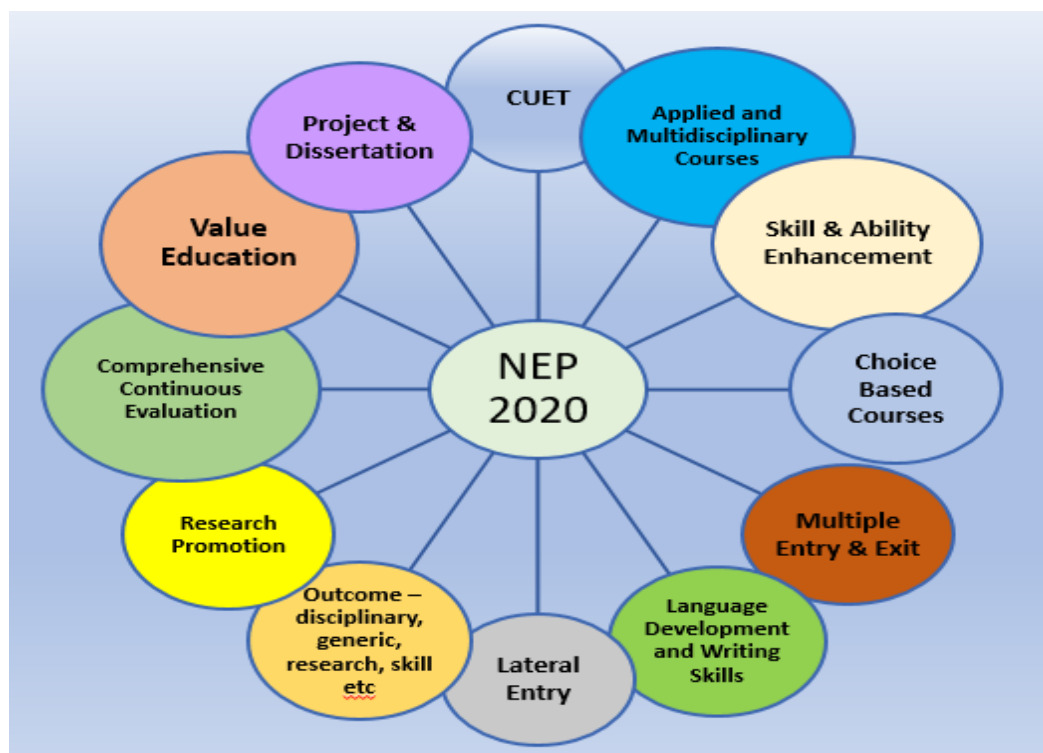 CUET
Applied and
Multidisciplinary
Courses
Skill & Ability
Enhancement
Choice
Based
Courses
Multiple
Entry & Exit
Language
Development
and Writing
Skills
Lateral
Entry
Outcome –
disciplinary,
generic,
research, skill
etc
Research
Promotion
Comprehensive
Continuous
Evaluation
Value
Education
Project &
Dissertation
NEP
2020